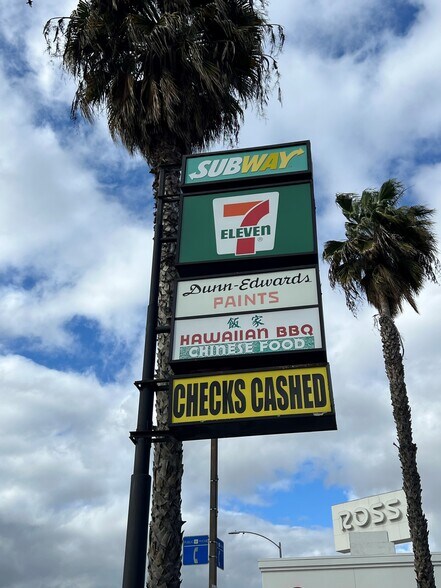 SUBWAY
7
ELEVEN
Dunn-Edwards
PAINTS
飯家
HAWAIIAN BBQ
CHINESE FOOD
CHECKS CASHED
ROSS